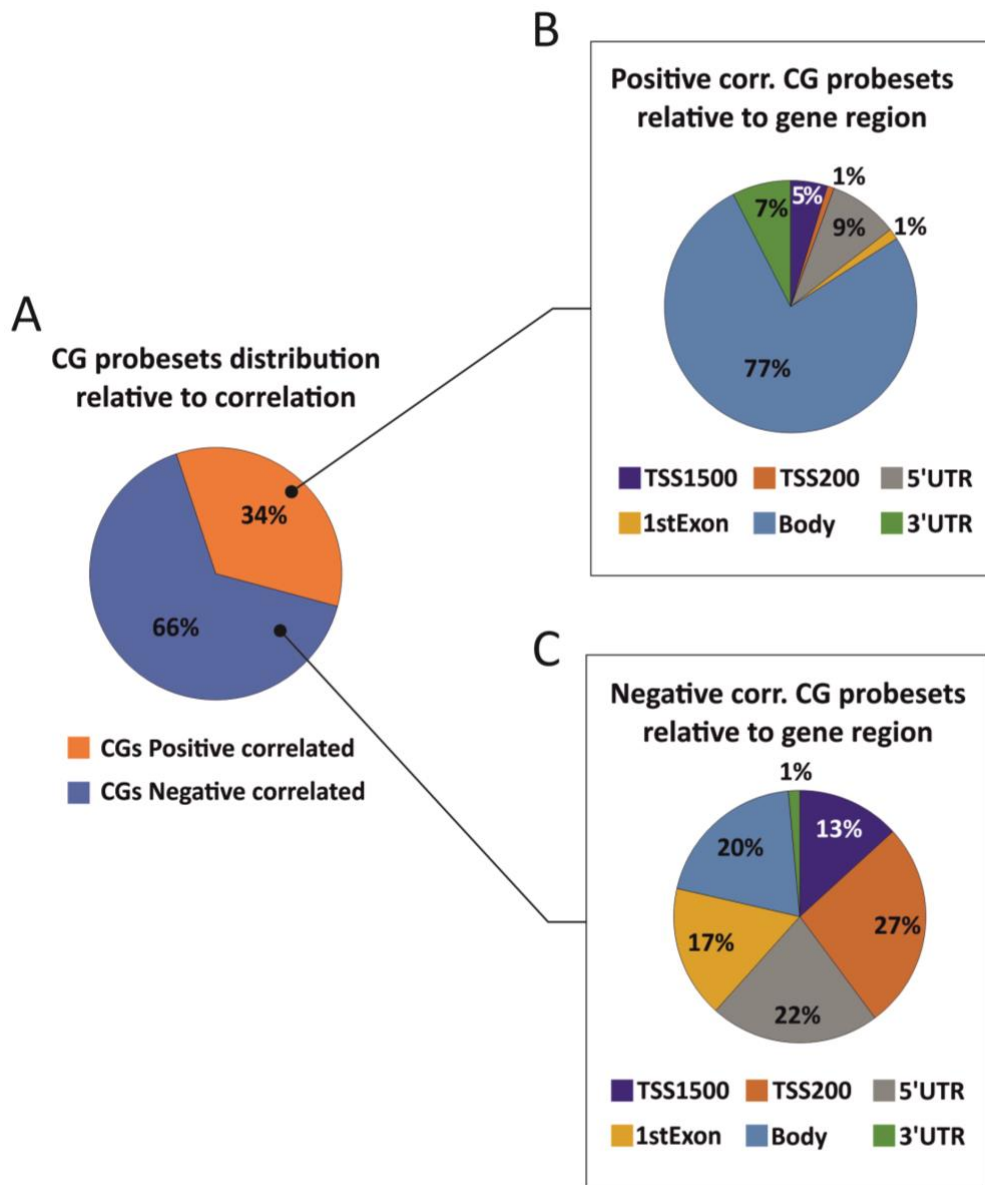 A
CG probesets distribution
relative to correlation
34%
66%
CGs Positive correlated
CGs Negative correlated
B
Positive corr. CG probesets
relative to gene region
1%
5%
7%
9%
1%
77%
TSS1500 TSS200 5'UTR
1stExon Body 3'UTR
C
Negative corr. CG probesets
relative to gene region
1%
13%
20%
27%
17%
22%
TSS1500 TSS200 5'UTR
1stExon Body 3'UTR